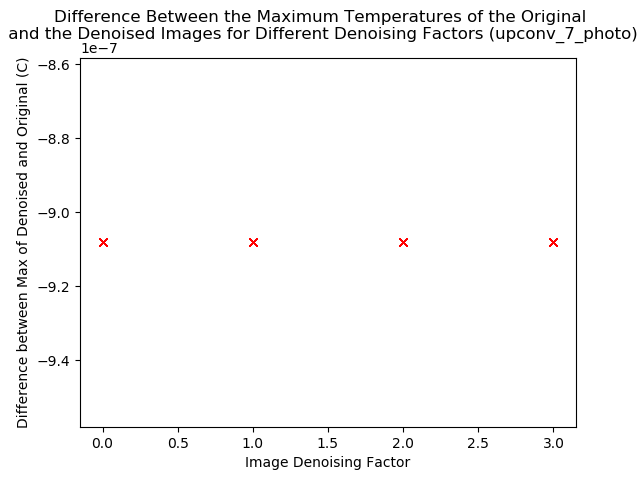 Difference Between the Maximum Temperatures of the Original
and the Denoised Images for Different Denoising Factors (upconv_7_photo)
1e−7
−8.6
−8.8
−9.0
−9.2
−9.4
Difference between Max of Denoised and Original (C)
0.0 0.5 1.0 1.5 2.0 2.5 3.0
Image Denoising Factor